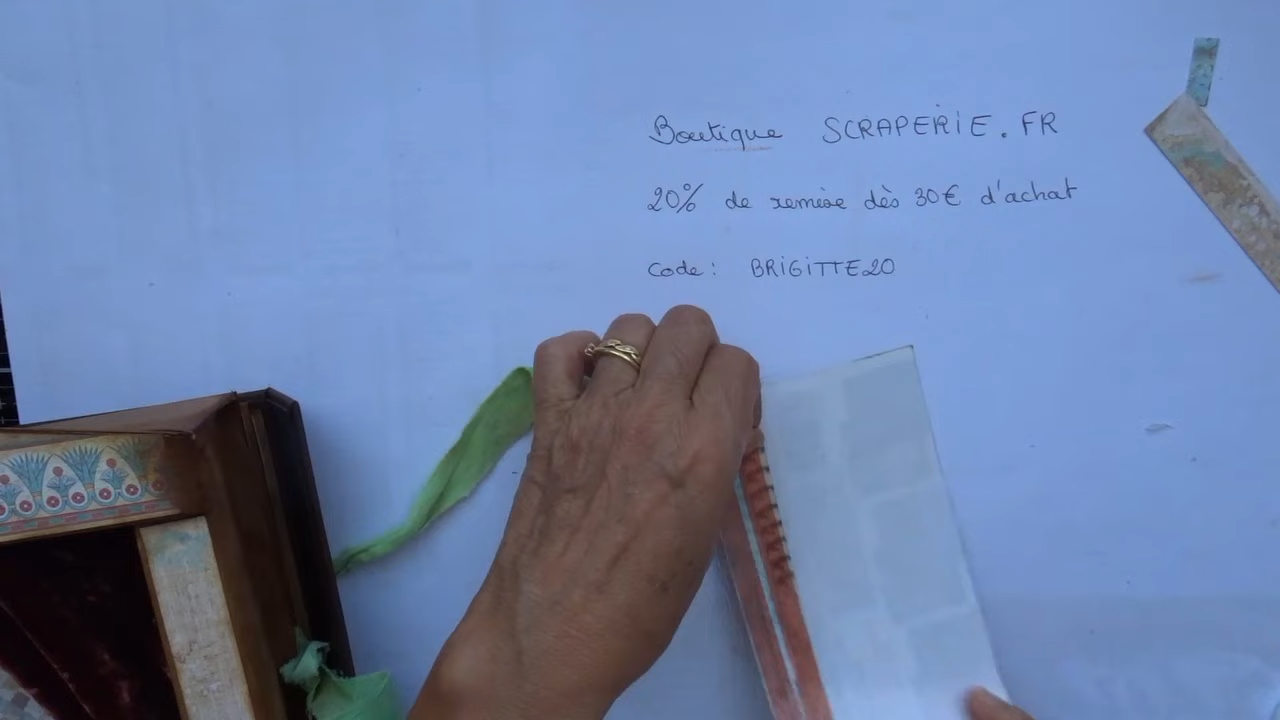 Boutique SCRAPERIE.FR
20% de remise dès 30€ d'achat
Code: BRIGITTE20